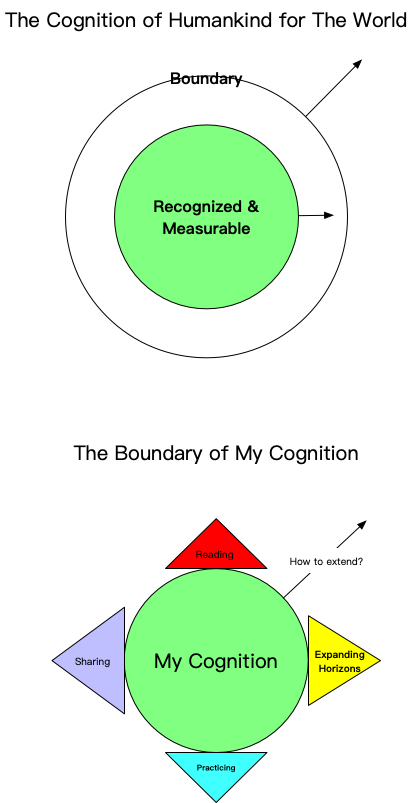 The Cognition of Humankind for The World
Boundary
Recognized &
Measurable
The Boundary of My Cognition
Reading
How to extend?
Sharing
My Cognition
Expanding
Horizons
Practicing